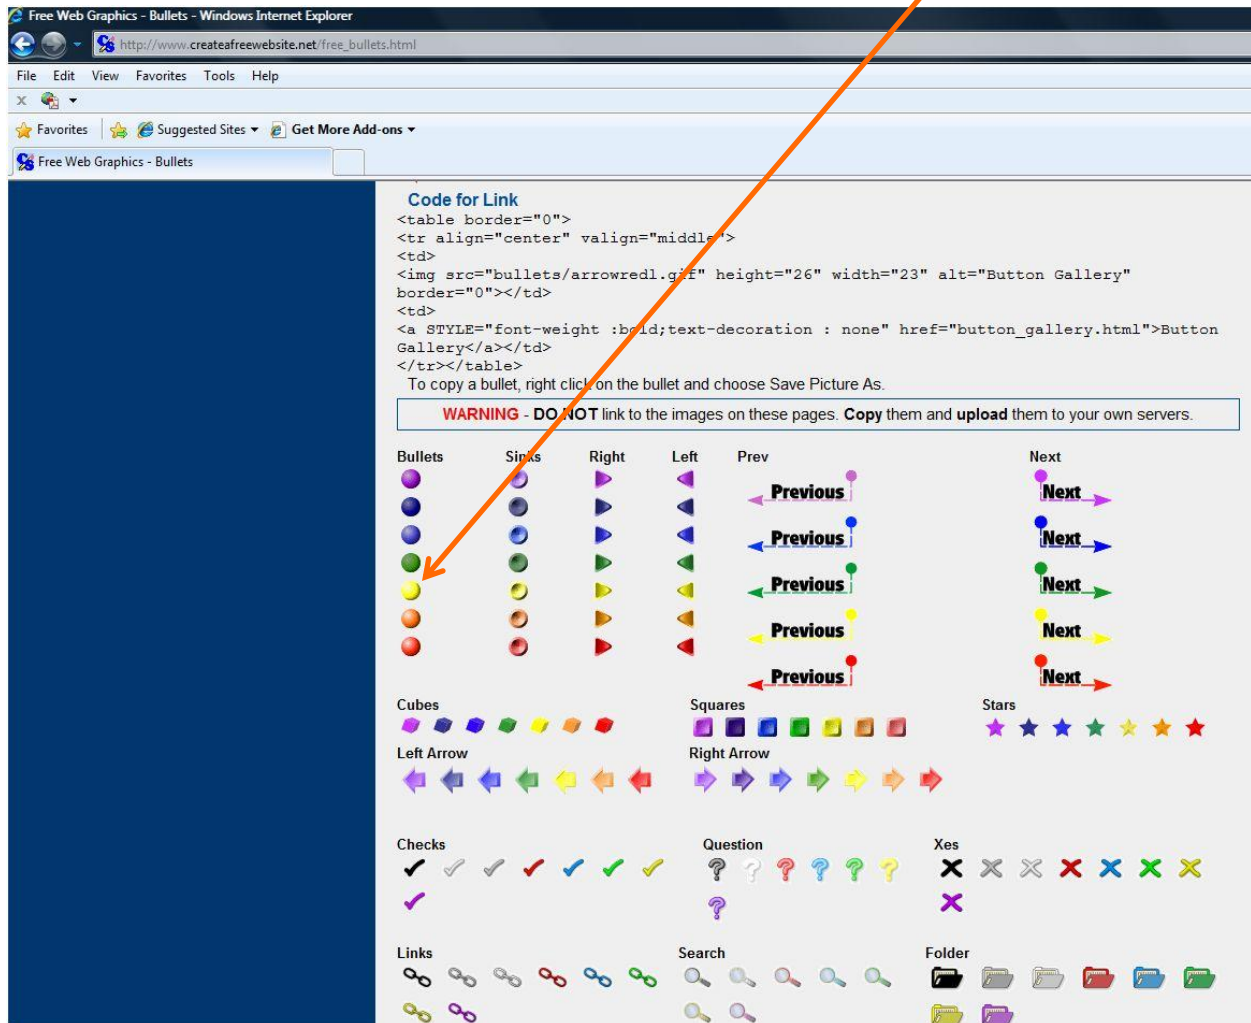 Free Web Graphics - Bullets - Windows Internet Explorer
http://www.createafreewebsite.net/free_bullets.html
File Edit View Favorites Tools Help
x
Favorites Suggested Sites Get More Add-ons
Free Web Graphics - Bullets
Code for Link
<table border="0">
<tr align="center" valign="middle">
<td>
<img src="bullets/arrowredl.gif" height="26" width="23" alt="Button Gallery"
border="0"></td>
<td>
<a STYLE="font-weight :bold;text-decoration : none" href="button_gallery.html">Button
Gallery</a></td>
</tr></table>
To copy a bullet, right click on the bullet and choose Save Picture As.
WARNING - DO NOT link to the images on these pages. Copy them and upload them to your own servers.
Bullets Sinks Right Left Prev Next
Previous Next
Previous Next
Previous Next
Previous Next
Previous Next
Cubes Squares Stars
Left Arrow Right Arrow
Checks Question Xes
Links Search Folder